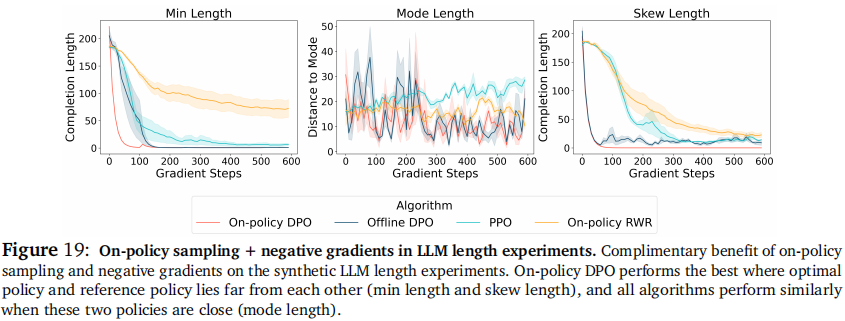 Min Length
Mode Length
Skew Length
Completion Length
200
150
100
50
0
0 100 200 300 400 500 600
Gradient Steps
Distance to Mode
50
40
30
20
10
0
0 100 200 300 400 500 600
Gradient Steps
Completion Length
200
150
100
50
0
0 100 200 300 400 500 600
Gradient Steps
Algorithm
On-policy DPO Offline DPO PPO On-policy RWR
Figure 19: On-policy sampling + negative gradients in LLM length experiments. Complimentary benefit of on-policy
sampling and negative gradients on the synthetic LLM length experiments. On-policy DPO performs the best where optimal
policy and reference policy lies far from each other (min length and skew length), and all algorithms perform similarly
when these two policies are close (mode length).